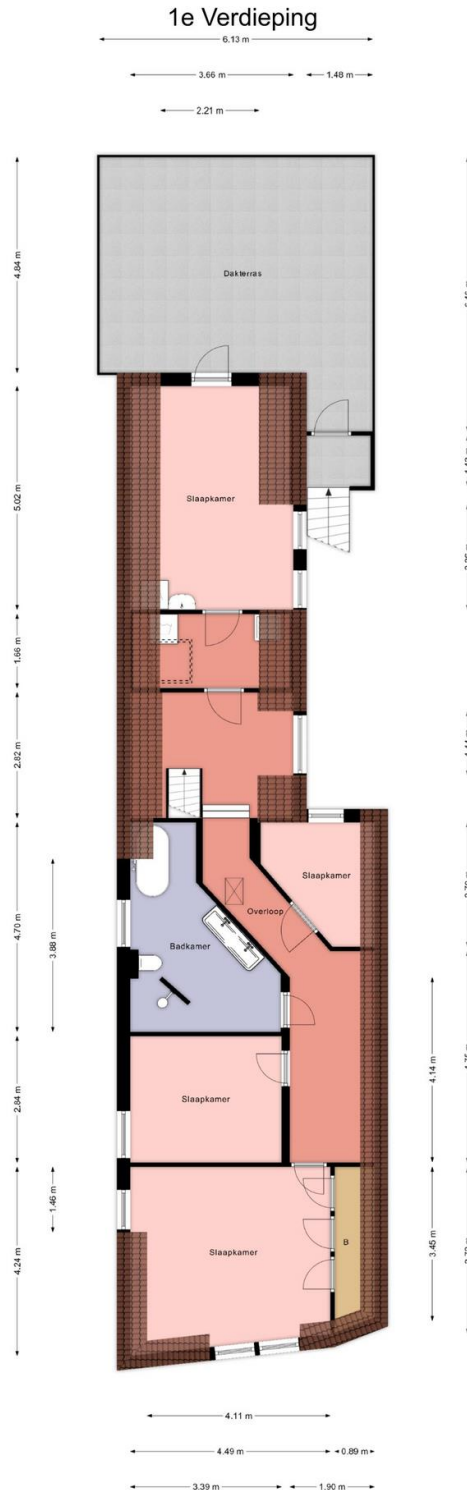 1e Verdieping
6.13 m
3.66 m
1.48 m
2.21 m
4.84 m
Dakterras
5.02 m
Slaapkamer
1.66 m
2.82 m
4.70 m
3.88 m
Slaapkamer
Overloop
Badkamer
4.14 m
2.84 m
Slaapkamer
1.46 m
3.45 m
4.24 m
Slaapkamer
B
4.11 m
4.49 m
0.89 m
3.39 m
1.90 m